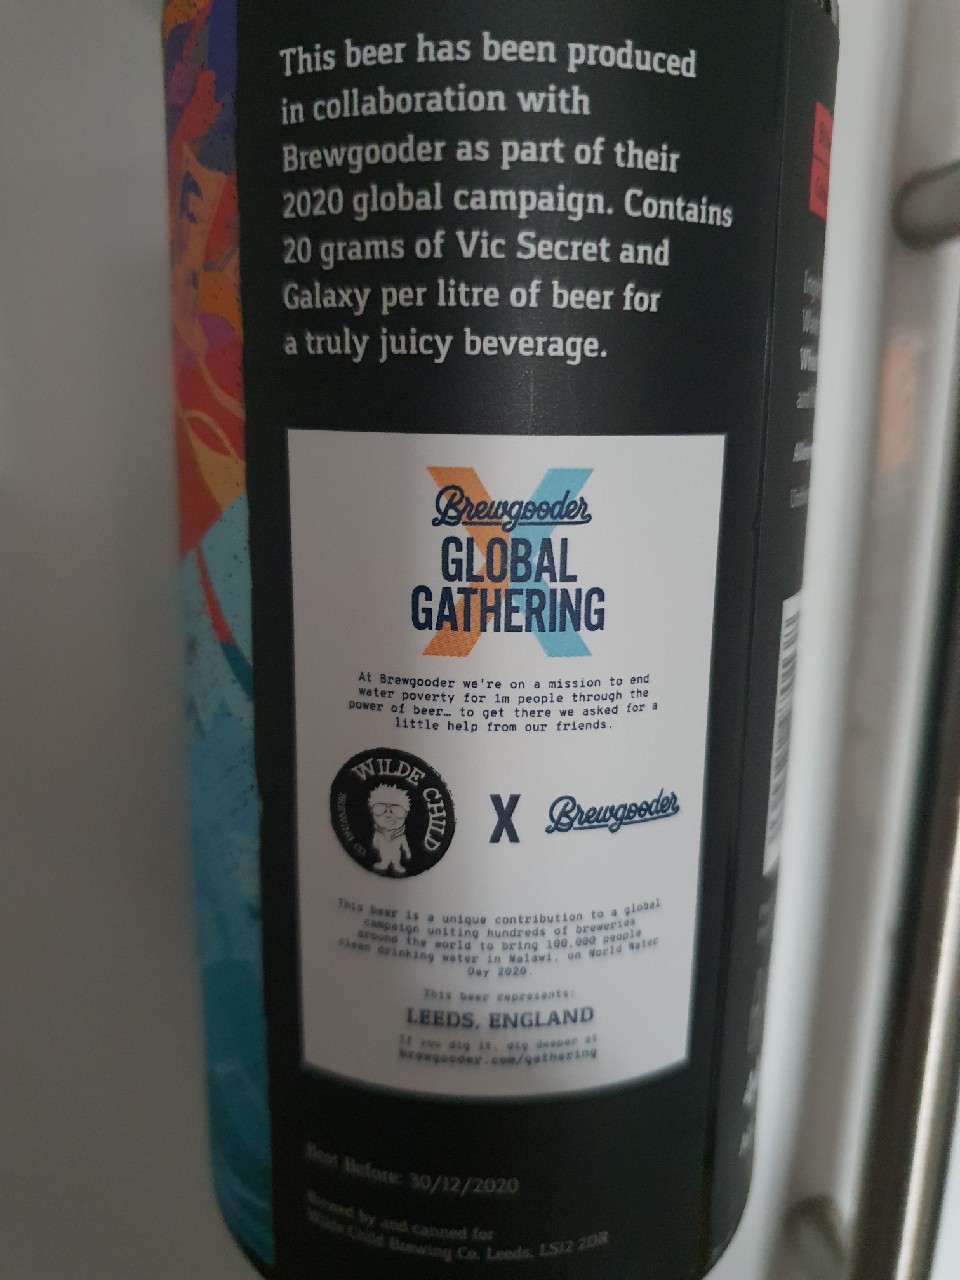 This beer has been produced
in collaboration with
Brewgooder as part of their
2020 global campaign. Contains
20 grams of Vic Secret and
Galaxy per litre of beer for
a truly juicy beverage.
Brewgooder
GLOBAL
GATHERING
At Brewgooder we're on a mission to end
water poverty for 1m people through the
power of beer… to get there we asked for a
little help from our friends.
WILDE CHILD
BREWING CO
X
Brewgooder
This beer is a unique contribution to a global
campaign uniting hundreds of breweries
around the world to bring 100,000 people
clean drinking water in Malawi, on World Water
Day 2020.
This beer represents:
LEEDS, ENGLAND
If you dig it, dig deeper at
brewgooder.com/gathering
Best Before: 30/12/2020
Brewed by and canned for
Wilde Child Brewing Co. Leeds. LS12 2DR